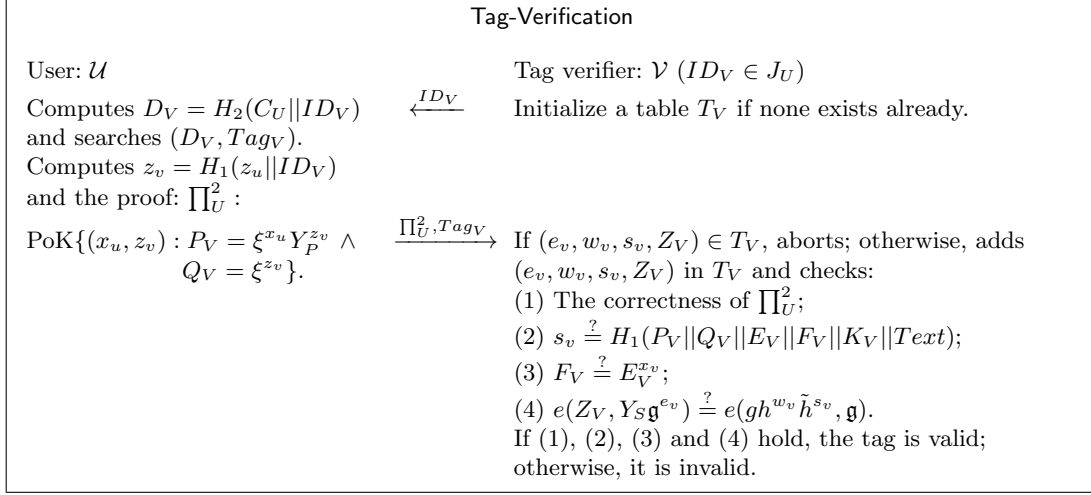 Tag-Verification
User: 𝒰
Tag verifier: 𝒱 (ID_V ∈ J_U)
Computes D_V = H_2(C_U||ID_V)
←ID_V
Initialize a table T_V if none exists already.
and searches (D_V, Tag_V).
Computes z_v = H_1(z_u||ID_V)
and the proof: ∏_U^2 :
PoK{(x_u, z_v) : P_V = ξ^{x_u} Y_P^{z_v} ∧
∏_U^2, Tag_V→
If (e_v, w_v, s_v, Z_V) ∈ T_V, aborts; otherwise, adds
Q_V = ξ^{z_v}}.
(e_v, w_v, s_v, Z_V) in T_V and checks:
(1) The correctness of ∏_U^2;
(2) s_v ?= H_1(P_V||Q_V||E_V||F_V||K_V||Text);
(3) F_V ?= E_V^{x_v};
(4) e(Z_V, Y_S𝔤^{e_v}) ?= e(gh^{w_v}h̃^{s_v}, 𝔤).
If (1), (2), (3) and (4) hold, the tag is valid;
otherwise, it is invalid.